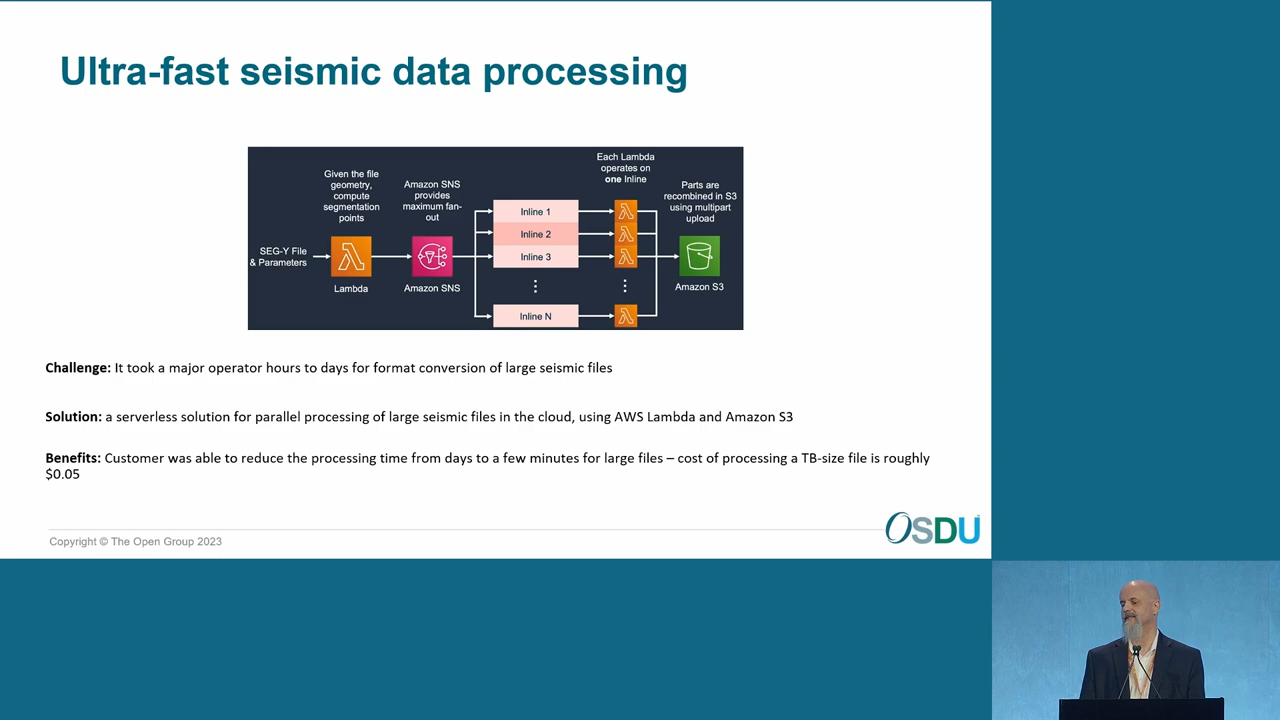 Ultra-fast seismic data processing
Given the file
geometry,
compute
segmentation
points
Amazon SNS
provides
maximum fan-
out
Each Lambda
operates on
one Inline
Parts are
recombined in S3
using multipart
upload
SEG-Y File
& Parameters
Lambda
Amazon SNS
Inline 1
Inline 2
Inline 3
Inline N
Amazon S3
Challenge: It took a major operator hours to days for format conversion of large seismic files
Solution: a serverless solution for parallel processing of large seismic files in the cloud, using AWS Lambda and Amazon S3
Benefits: Customer was able to reduce the processing time from days to a few minutes for large files – cost of processing a TB-size file is roughly
$0.05
Copyright © The Open Group 2023
OSDU